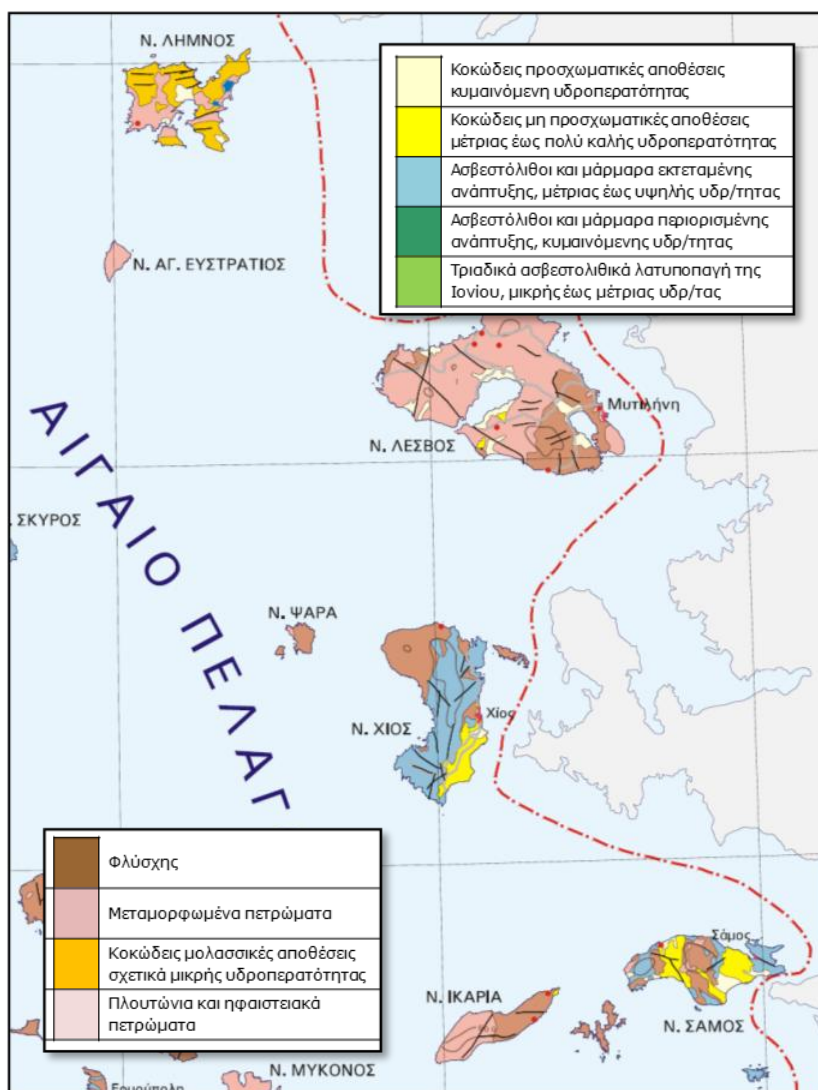 Ν. ΛΗΜΝΟΣ
Κοκώδεις προσχωματικές αποθέσεις
κυμαινόμενη υδροπερατότητας
Κοκώδεις μη προσχωματικές αποθέσεις
μέτριας έως πολύ καλής υδροπερατότητας
Ασβεστόλιθοι και μάρμαρα εκτεταμένης
ανάπτυξης, μέτριας έως υψηλής υδρ/τητας
Ασβεστόλιθοι και μάρμαρα περιορισμένης
ανάπτυξης, κυμαινόμενης υδρ/τητας
Τριαδικά ασβεστολιθικά λατυποπαγή της
Ιονίου, μικρής έως μέτριας υδρ/τας
Ν. ΑΓ. ΕΥΣΤΡΑΤΙΟΣ
Μυτιλήνη
Ν. ΛΕΣΒΟΣ
ΑΙΓΑΙΟ ΠΕΛΑΓ
. ΣΚΥΡΟΣ
Ν. ΨΑΡΑ
Χίος
Ν. ΧΙΟΣ
Φλύσχης
Μεταμορφωμένα πετρώματα
Κοκώδεις μολασσικές αποθέσεις
σχετικά μικρής υδροπερατότητας
Πλουτώνια και ηφαιστειακά
πετρώματα
Σάμος
Ν. ΙΚΑΡΙΑ
Ν. ΣΑΜΟΣ
Ν. ΜΥΚΟΝΟΣ